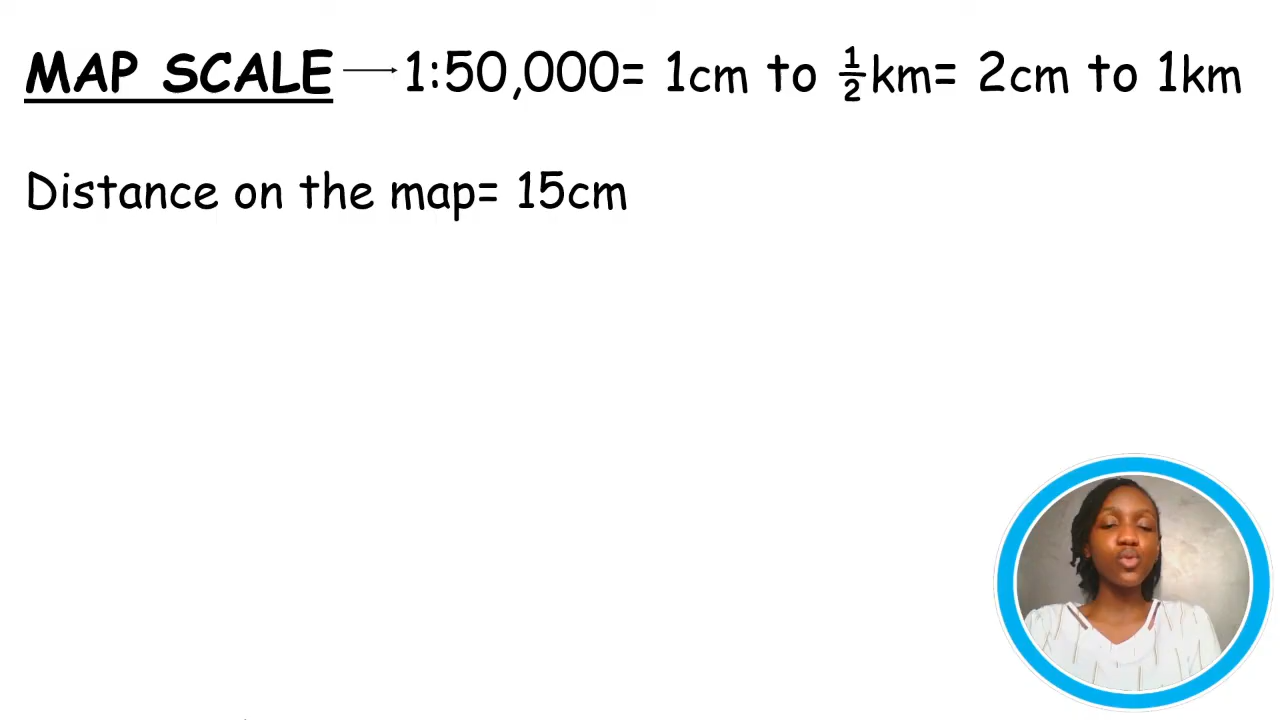 MAP SCALE → 1:50,000= 1cm to ½km= 2cm to 1km
Distance on the map= 15cm